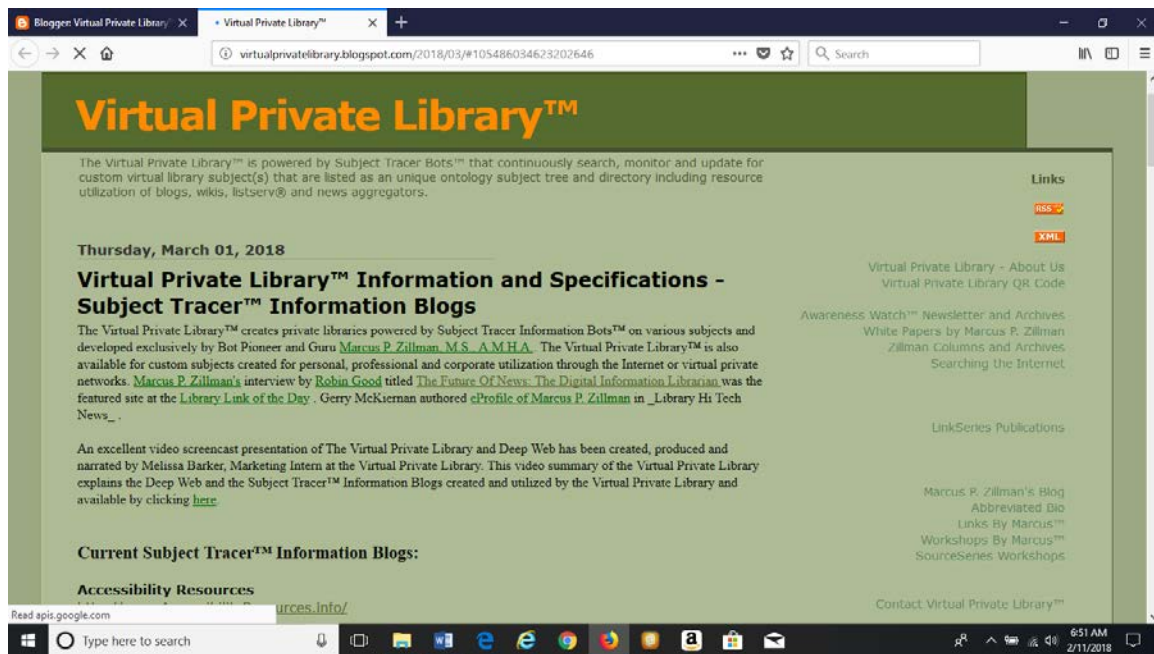 Blogger: Virtual Private Library
Virtual Private Library™
virtualprivatelibrary.blogspot.com/2018/03/#105486034623202646
Search
Virtual Private Library™
The Virtual Private Library™ is powered by Subject Tracer Bots™ that continuously search, monitor and update for
custom virtual library subject(s) that are listed as an unique ontology subject tree and directory including resource
utilization of blogs, wikis, listserv® and news aggregators.
Links
RSS
XML
Thursday, March 01, 2018
Virtual Private Library™ Information and Specifications -
Subject Tracer™ Information Blogs
The Virtual Private Library™ creates private libraries powered by Subject Tracer Information Bots™ on various subjects and
developed exclusively by Bot Pioneer and Guru Marcus P. Zillman, M.S., A.M.H.A.. The Virtual Private Library™ is also
available for custom subjects created for personal, professional and corporate utilization through the Internet or virtual private
networks. Marcus P. Zillman's interview by Robin Good titled The Future Of News: The Digital Information Librarian was the
featured site at the Library Link of the Day . Gerry McKiernan authored eProfile of Marcus P. Zillman in _Library Hi Tech
News_ .
An excellent video screencast presentation of The Virtual Private Library and Deep Web has been created, produced and
narrated by Melissa Barker, Marketing Intern at the Virtual Private Library. This video summary of the Virtual Private Library
explains the Deep Web and the Subject Tracer™ Information Blogs created and utilized by the Virtual Private Library and
available by clicking here.
Current Subject Tracer™ Information Blogs:
Accessibility Resources
urces.info/
Virtual Private Library - About Us
Virtual Private Library QR Code
Awareness Watch™ Newsletter and Archives
White Papers by Marcus P. Zillman
Zillman Columns and Archives
Searching the Internet
LinkSeries Publications
Marcus P. Zillman's Blog
Abbreviated Bio
Links By Marcus™
Workshops By Marcus™
SourceSeries Workshops
Contact Virtual Private Library™
Read apis.google.com
Type here to search
6:51 AM
2/11/2018